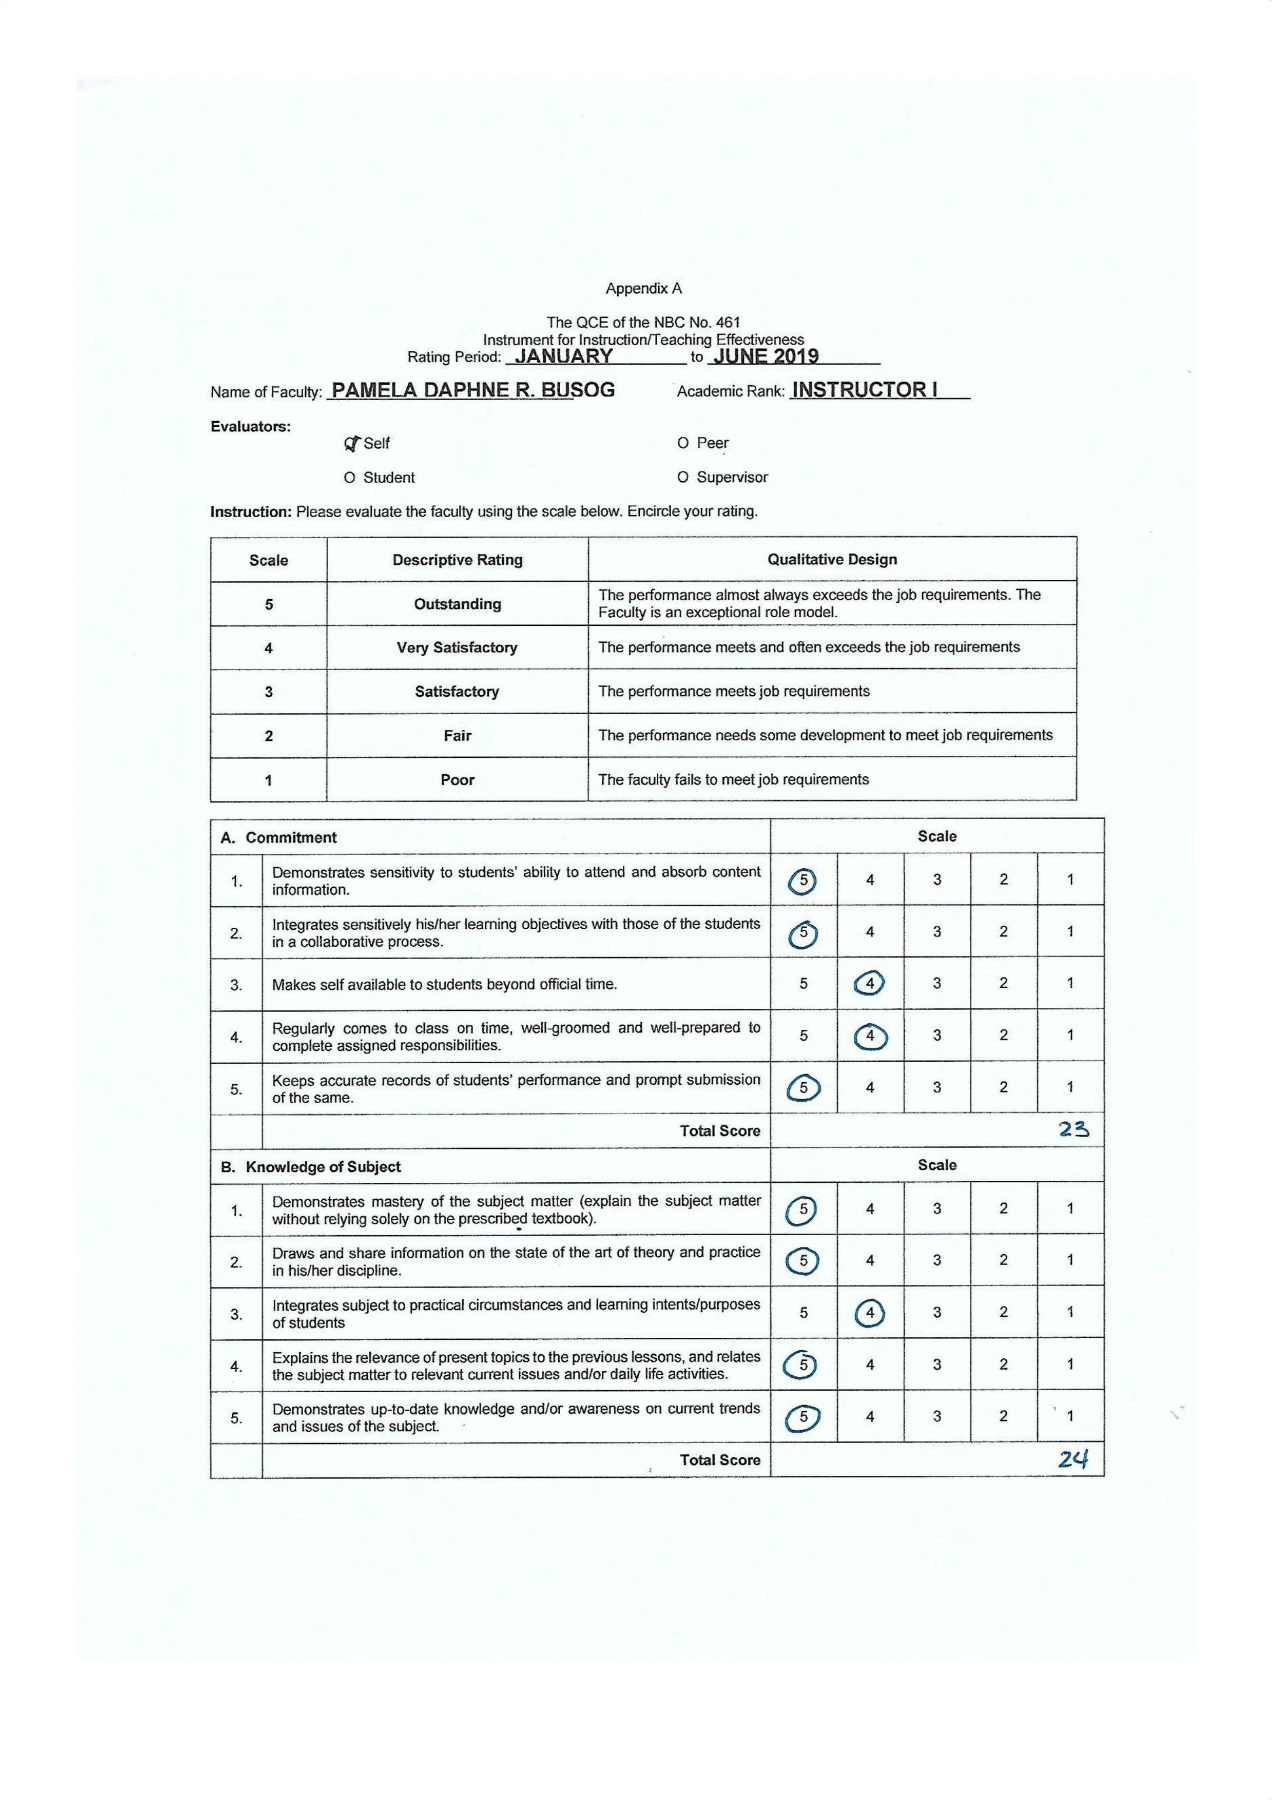 Appendix A
The QCE of the NBC No. 461
Instrument for Instruction/Teaching Effectiveness
Rating Period: JANUARY to JUNE 2019
Name of Faculty: PAMELA DAPHNE R. BUSOG Academic Rank: INSTRUCTOR I
Evaluators:
Self O Peer
O Student O Supervisor
Instruction: Please evaluate the faculty using the scale below. Encircle your rating.
Scale Descriptive Rating Qualitative Design
5 Outstanding The performance almost always exceeds the job requirements. The
Faculty is an exceptional role model.
4 Very Satisfactory The performance meets and often exceeds the job requirements
3 Satisfactory The performance meets job requirements
2 Fair The performance needs some development to meet job requirements
1 Poor The faculty fails to meet job requirements
A. Commitment Scale
1. Demonstrates sensitivity to students' ability to attend and absorb content
information. 5 4 3 2 1
2. Integrates sensitively his/her learning objectives with those of the students
in a collaborative process. 5 4 3 2 1
3. Makes self available to students beyond official time. 5 4 3 2 1
4. Regularly comes to class on time, well-groomed and well-prepared to
complete assigned responsibilities. 5 4 3 2 1
5. Keeps accurate records of students' performance and prompt submission
of the same. 5 4 3 2 1
Total Score 23
B. Knowledge of Subject Scale
1. Demonstrates mastery of the subject matter (explain the subject matter
without relying solely on the prescribed textbook). 5 4 3 2 1
2. Draws and share information on the state of the art of theory and practice
in his/her discipline. 5 4 3 2 1
3. Integrates subject to practical circumstances and learning intents/purposes
of students 5 4 3 2 1
4. Explains the relevance of present topics to the previous lessons, and relates
the subject matter to relevant current issues and/or daily life activities. 5 4 3 2 1
5. Demonstrates up-to-date knowledge and/or awareness on current trends
and issues of the subject. 5 4 3 2 1
Total Score 24